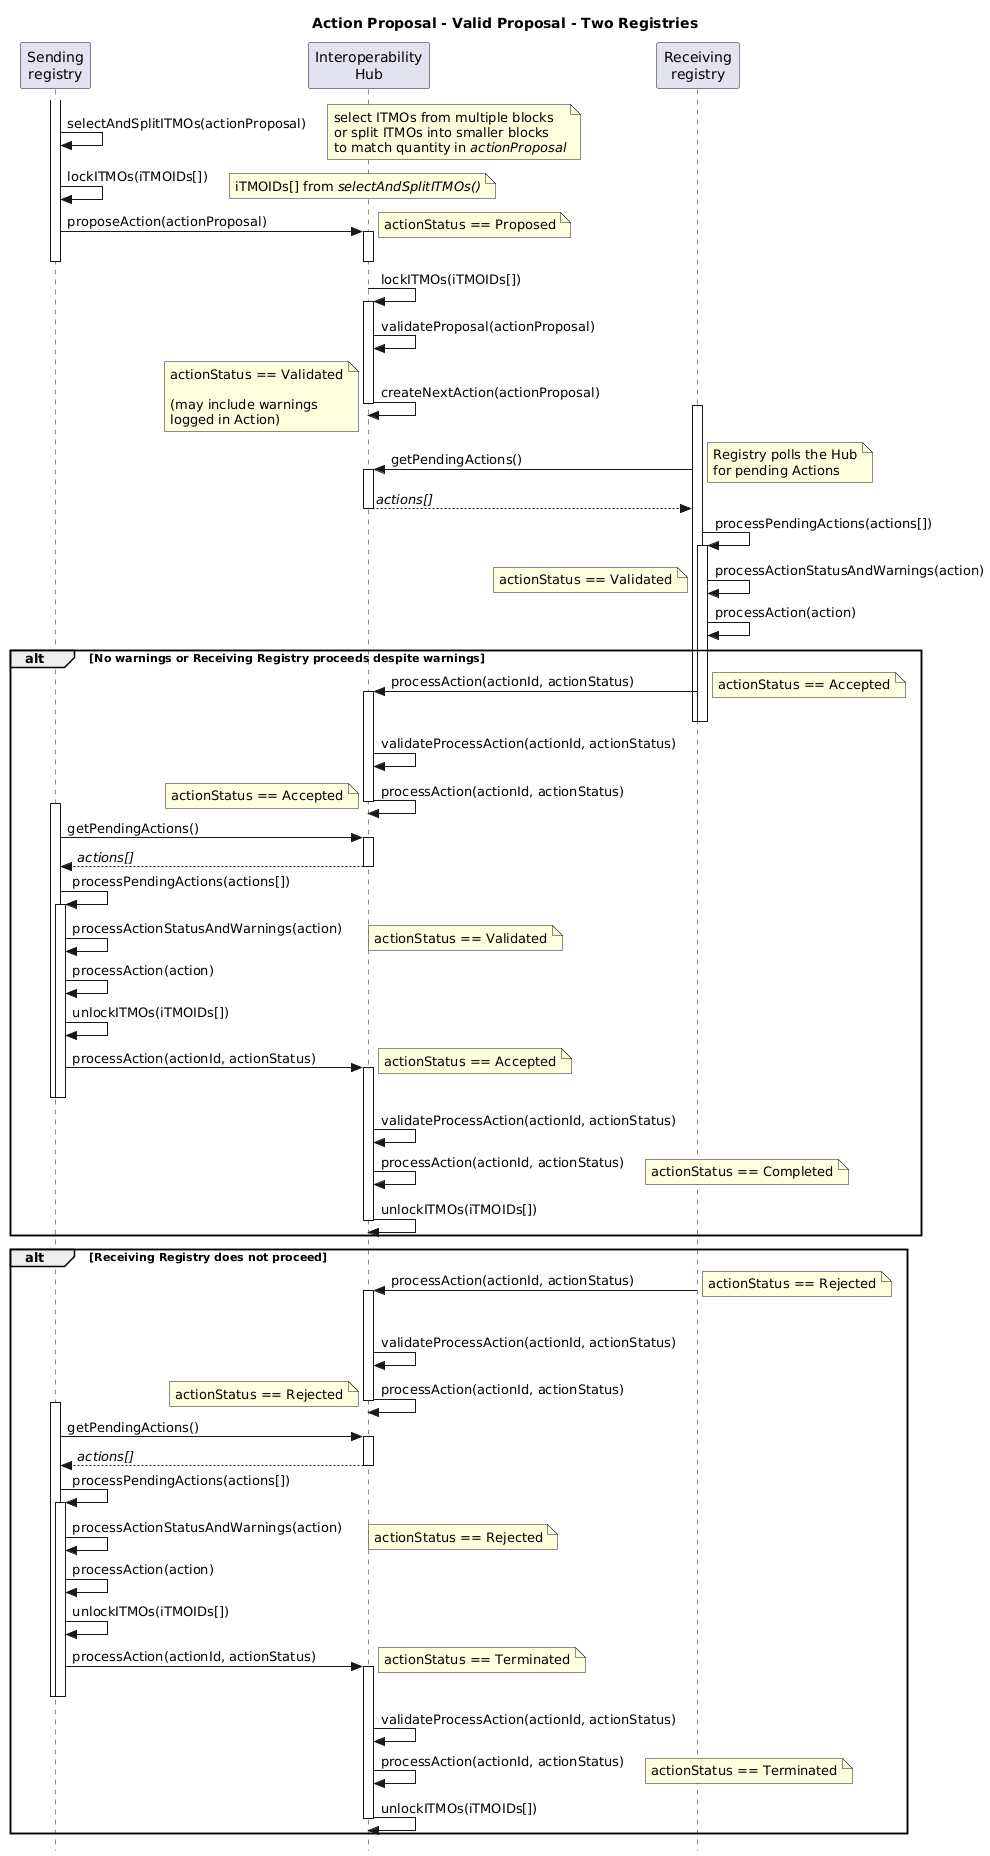 Action Proposal - Valid Proposal - Two Registries
Sending
registry
Interoperability
Hub
Receiving
registry
selectAndSplitITMOs(actionProposal)
select ITMOs from multiple blocks
or split ITMOs into smaller blocks
to match quantity in actionProposal
lockITMOs(iTMOIDs[])
iTMOIDs[] from selectAndSplitITMOs()
proposeAction(actionProposal)
actionStatus == Proposed
lockITMOs(iTMOIDs[])
validateProposal(actionProposal)
actionStatus == Validated
(may include warnings
logged in Action)
createNextAction(actionProposal)
getPendingActions()
Registry polls the Hub
for pending Actions
actions[]
processPendingActions(actions[])
processActionStatusAndWarnings(action)
actionStatus == Validated
processAction(action)
alt
[No warnings or Receiving Registry proceeds despite warnings]
processAction(actionId, actionStatus)
actionStatus == Accepted
validateProcessAction(actionId, actionStatus)
processAction(actionId, actionStatus)
actionStatus == Accepted
getPendingActions()
actions[]
processPendingActions(actions[])
processActionStatusAndWarnings(action)
actionStatus == Validated
processAction(action)
unlockITMOs(iTMOIDs[])
processAction(actionId, actionStatus)
actionStatus == Accepted
validateProcessAction(actionId, actionStatus)
processAction(actionId, actionStatus)
actionStatus == Completed
unlockITMOs(iTMOIDs[])
alt
[Receiving Registry does not proceed]
processAction(actionId, actionStatus)
actionStatus == Rejected
validateProcessAction(actionId, actionStatus)
processAction(actionId, actionStatus)
actionStatus == Rejected
getPendingActions()
actions[]
processPendingActions(actions[])
processActionStatusAndWarnings(action)
actionStatus == Rejected
processAction(action)
unlockITMOs(iTMOIDs[])
processAction(actionId, actionStatus)
actionStatus == Terminated
validateProcessAction(actionId, actionStatus)
processAction(actionId, actionStatus)
actionStatus == Terminated
unlockITMOs(iTMOIDs[])